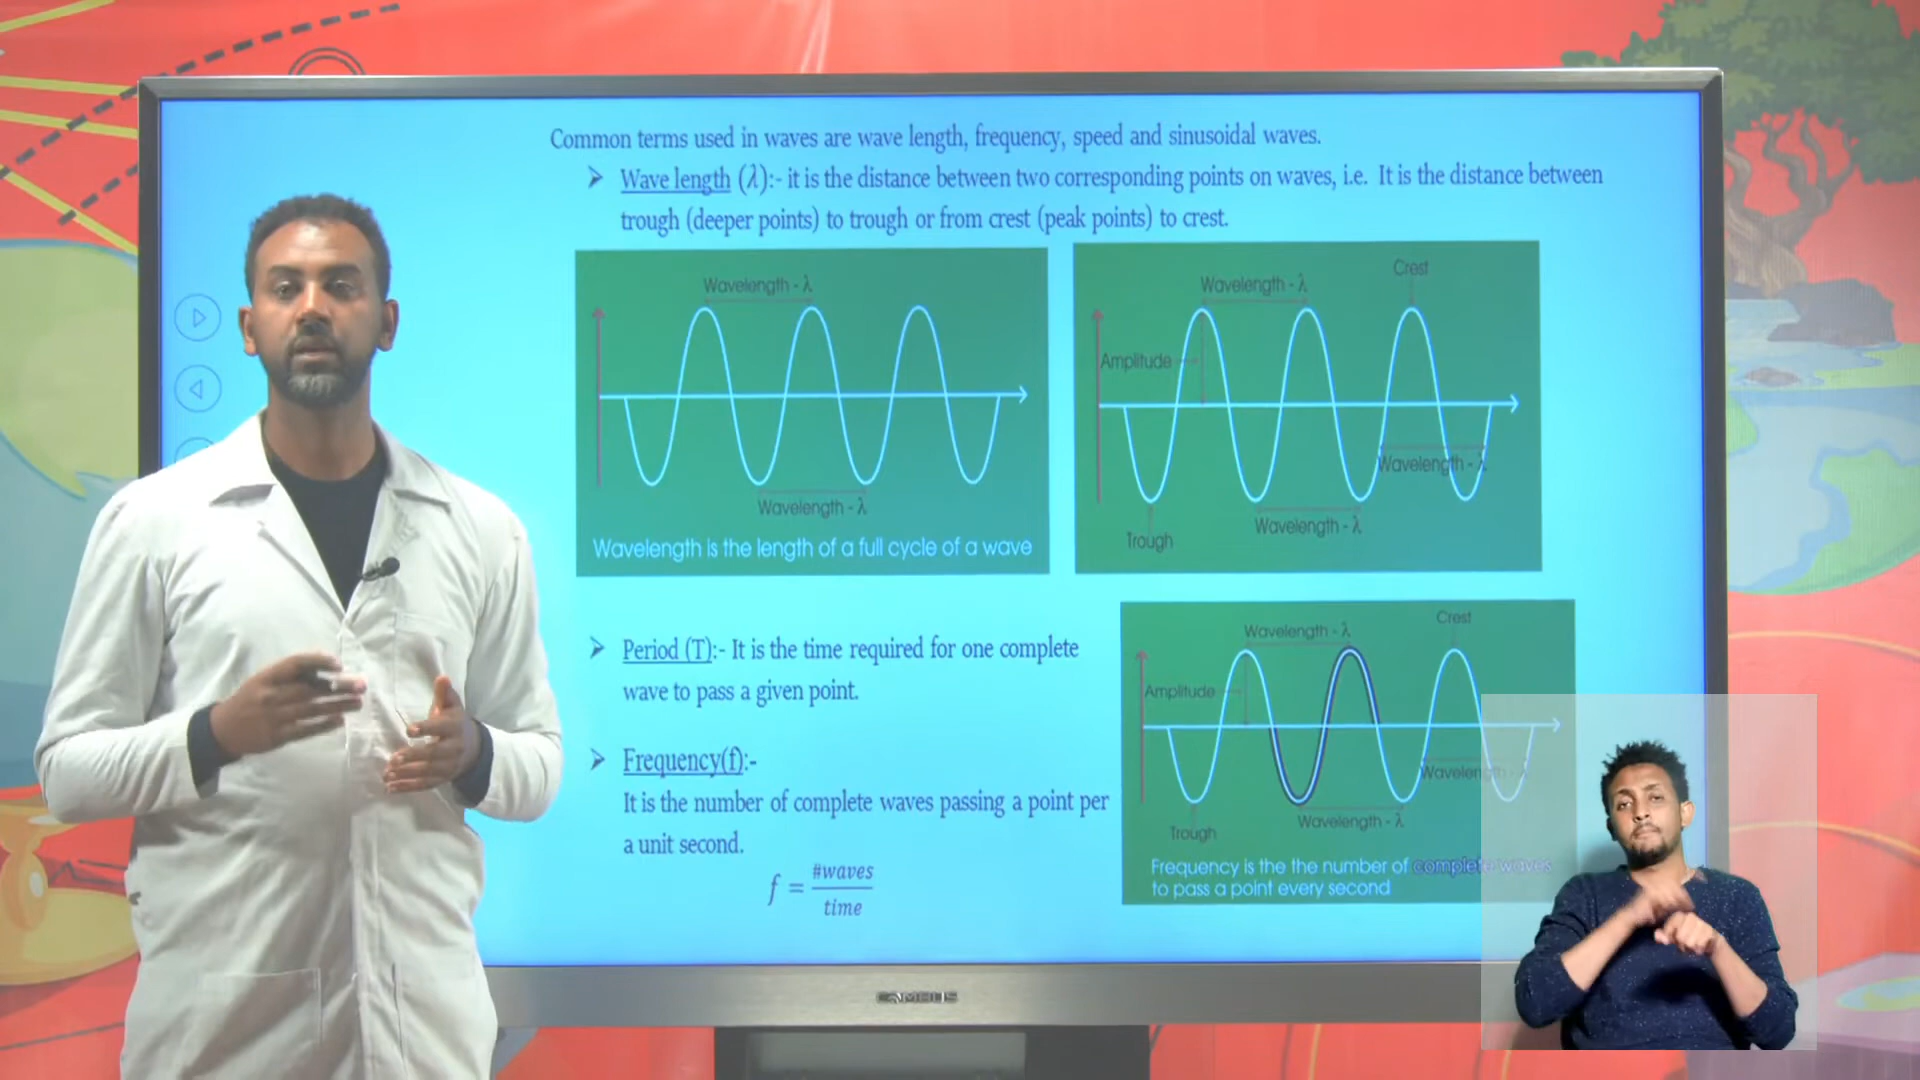 Common terms used in waves are wave length, frequency, speed and sinusoidal waves.
➤ Wave length (λ):- it is the distance between two corresponding points on waves, i.e. It is the distance between
trough (deeper points) to trough or from crest (peak points) to crest.
Wavelength - λ
Wavelength - λ
Wavelength is the length of a full cycle of a wave
Wavelength - λ
Crest
Amplitude
Wavelength - λ
Wavelength - λ
Trough
➤ Period (T):- It is the time required for one complete
wave to pass a given point.
➤ Frequency(f):-
It is the number of complete waves passing a point per
a unit second.
f = #waves
time
Crest
Wavelength - λ
Amplitude
Wavelength - λ
Wavelength - λ
Trough
Frequency is the the number of complete waves
to pass a point every second